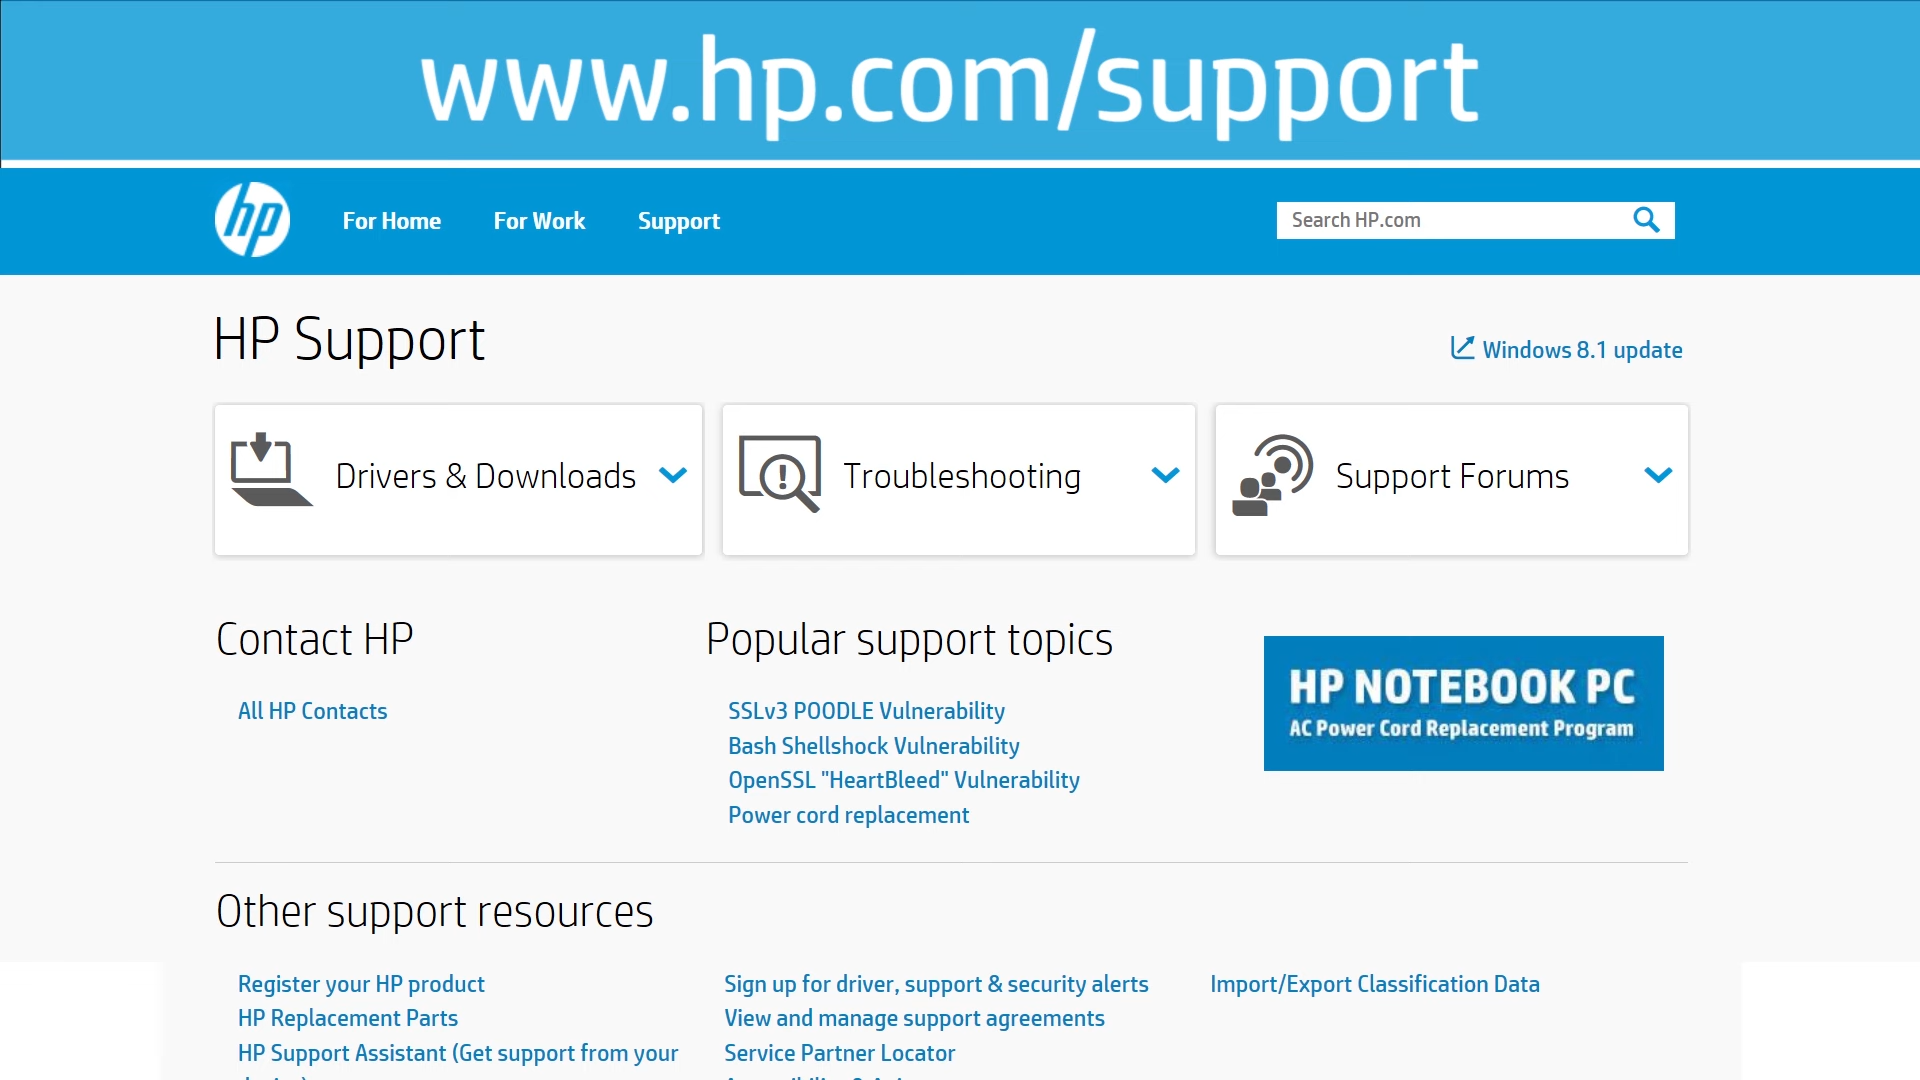 www.hp.com/support
hp
For Home
For Work
Support
Search HP.com
HP Support
Windows 8.1 update
Drivers & Downloads
Troubleshooting
Support Forums
Contact HP
All HP Contacts
Popular support topics
SSLv3 POODLE Vulnerability
Bash Shellshock Vulnerability
OpenSSL "HeartBleed" Vulnerability
Power cord replacement
HP NOTEBOOK PC
AC Power Cord Replacement Program
Other support resources
Register your HP product
HP Replacement Parts
HP Support Assistant (Get support from your
Sign up for driver, support & security alerts
View and manage support agreements
Service Partner Locator
Import/Export Classification Data